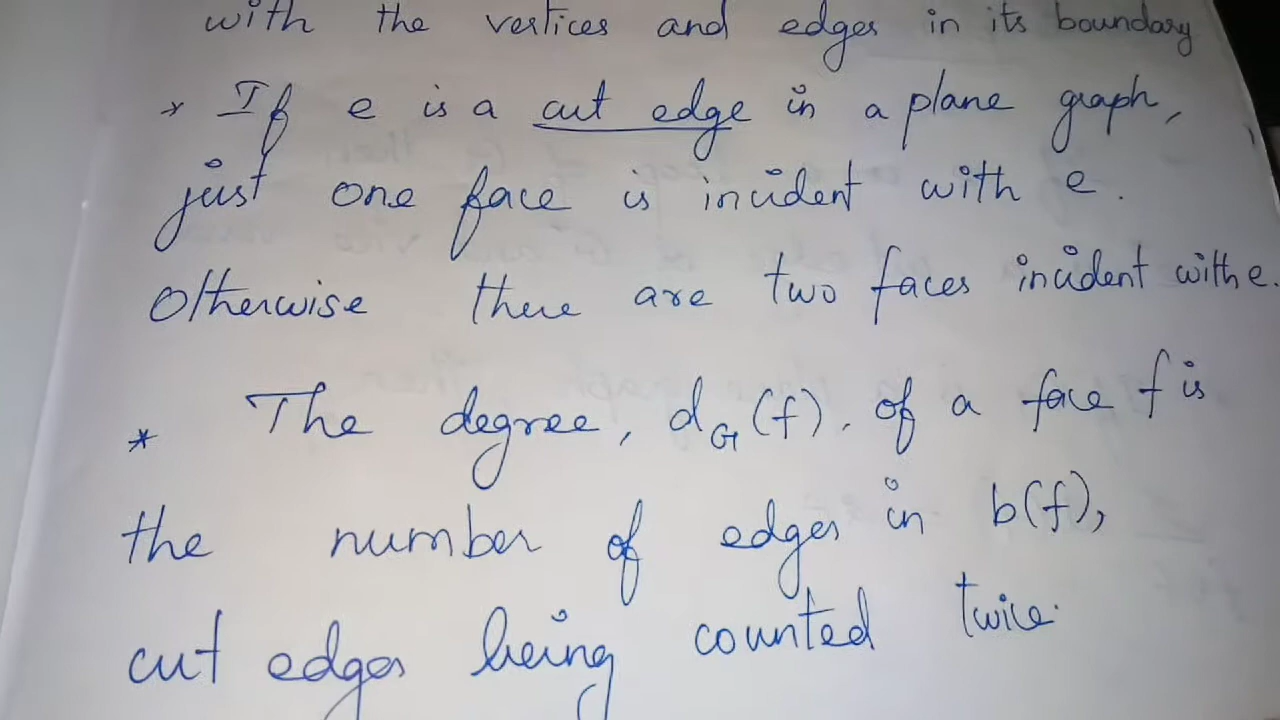 with the vertices and edges in its boundary
* If e is a cut edge in a plane graph,
just one face is incident with e.
Otherwise there are two faces incident with e.
* The degree, dG(f), of a face f is
the number of edges in b(f),
cut edges being counted twice.